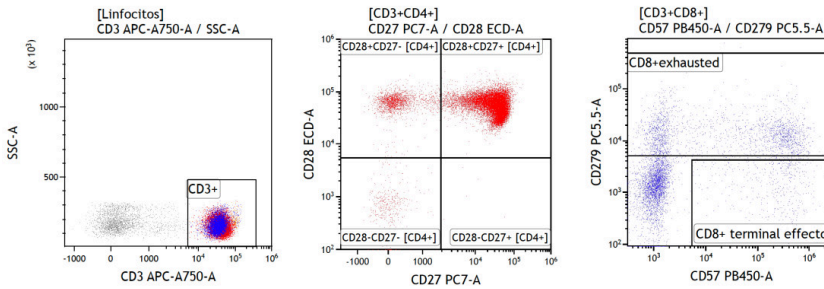 [Linfocitos]
CD3 APC-A750-A / SSC-A
(x 10³)
SSC-A
1000
500
CD3+
-1000 0 1000 10⁴ 10⁵ 10⁶
CD3 APC-A750-A
[CD3+CD4+]
CD27 PC7-A / CD28 ECD-A
CD28+CD27- [CD4+] CD28+CD27+ [CD4+]
CD28 ECD-A
10⁶
10⁵
10⁴
10³
10²
CD28-CD27- [CD4+] CD28-CD27+ [CD4+]
-1000 0 1000 10⁴ 10⁵ 10⁶
CD27 PC7-A
[CD3+CD8+]
CD57 PB450-A / CD279 PC5.5-A
CD8+exhausted
CD279 PC5.5-A
10⁵
10⁴
10³
10²
CD8+ terminal effecto
10³ 10⁴ 10⁵ 10⁶
CD57 PB450-A